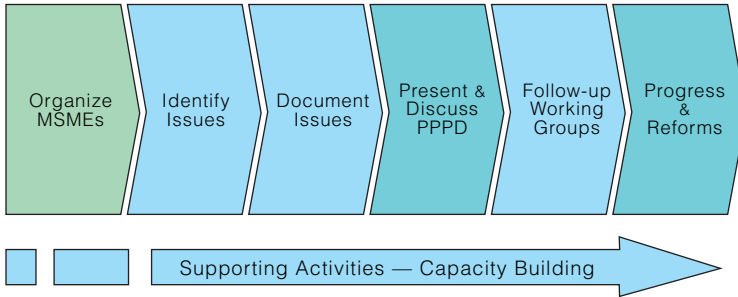 Organize
MSMEs
Identify
Issues
Document
Issues
Present &
Discuss
PPPD
Follow-up
Working
Groups
Progress
&
Reforms
Supporting Activities — Capacity Building